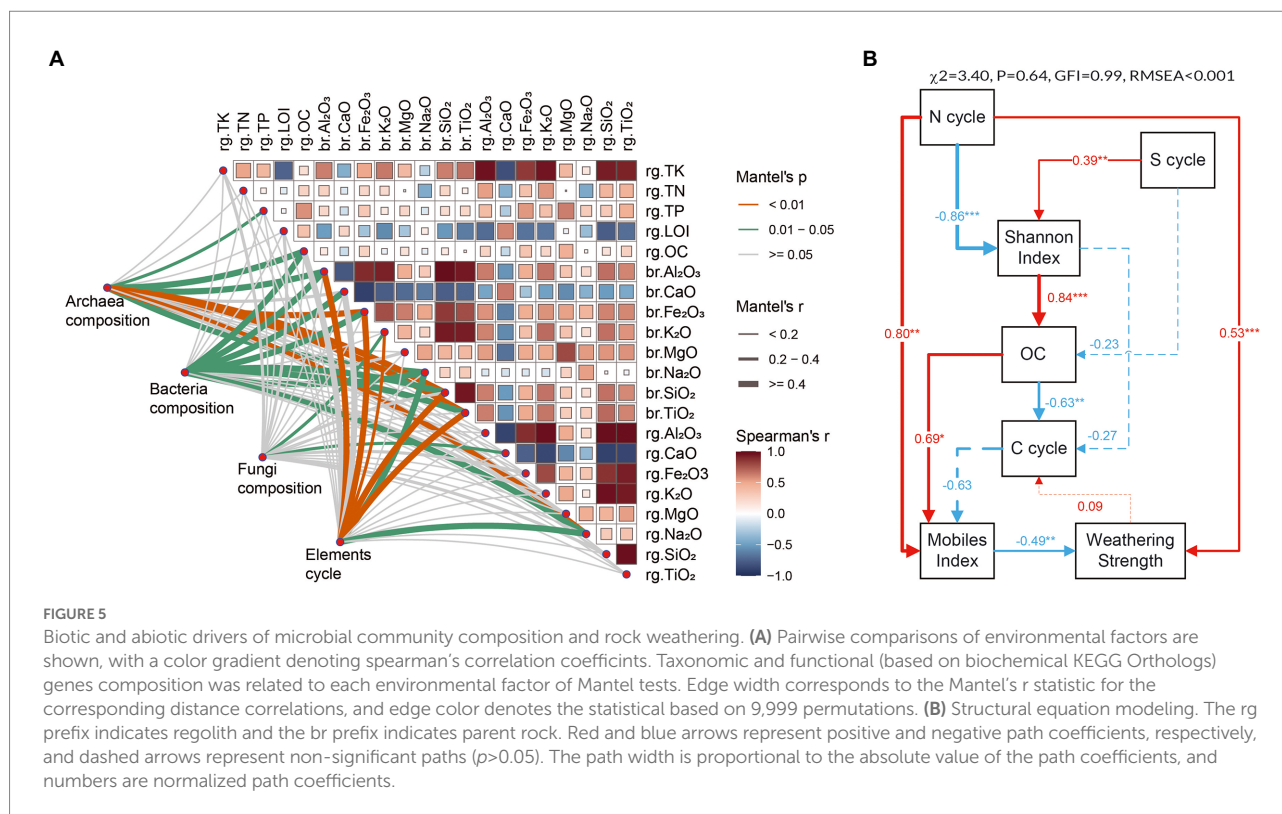 A
rg.TK
rg.TN
rg.TP
rg.LOI
rg.OC
br.Al₂O₃
br.CaO
br.Fe₂O₃
br.K₂O
br.MgO
br.Na₂O
br.SiO₂
br.TiO₂
rg.Al₂O₃
rg.CaO
rg.Fe₂O₃
rg.K₂O
rg.MgO
rg.Na₂O
rg.SiO₂
rg.TiO₂
rg.TK
rg.TN
rg.TP
rg.LOI
rg.OC
br.Al₂O₃
br.CaO
br.Fe₂O₃
br.K₂O
br.MgO
br.Na₂O
br.SiO₂
br.TiO₂
rg.Al₂O₃
rg.CaO
rg.Fe₂O3
rg.K₂O
rg.MgO
rg.Na₂O
rg.SiO₂
rg.TiO₂
Archaea
composition
Bacteria
composition
Fungi
composition
Elements
cycle
Mantel's p
< 0.01
0.01 – 0.05
>= 0.05
Mantel's r
< 0.2
0.2 – 0.4
>= 0.4
Spearman's r
1.0
0.5
0.0
−0.5
−1.0
B
χ2=3.40, P=0.64, GFI=0.99, RMSEA<0.001
N cycle
S cycle
0.39**
-0.86***
Shannon
Index
0.84***
0.80**
0.53***
OC
-0.23
-0.63**
0.69*
C cycle
-0.27
-0.63
0.09
Mobiles
Index
-0.49**
Weathering
Strength
FIGURE 5
Biotic and abiotic drivers of microbial community composition and rock weathering. (A) Pairwise comparisons of environmental factors are
shown, with a color gradient denoting spearman's correlation coefficints. Taxonomic and functional (based on biochemical KEGG Orthologs)
genes composition was related to each environmental factor of Mantel tests. Edge width corresponds to the Mantel's r statistic for the
corresponding distance correlations, and edge color denotes the statistical based on 9,999 permutations. (B) Structural equation modeling. The rg
prefix indicates regolith and the br prefix indicates parent rock. Red and blue arrows represent positive and negative path coefficients, respectively,
and dashed arrows represent non-significant paths (p>0.05). The path width is proportional to the absolute value of the path coefficients, and
numbers are normalized path coefficients.